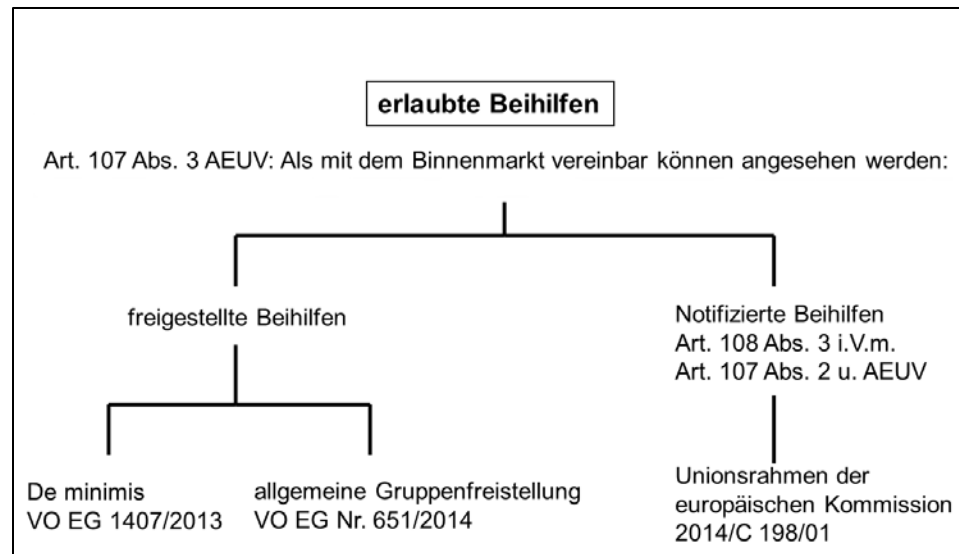 erlaubte Beihilfen
Art. 107 Abs. 3 AEUV: Als mit dem Binnenmarkt vereinbar können angesehen werden:
freigestellte Beihilfen
Notifizierte Beihilfen
Art. 108 Abs. 3 i.V.m.
Art. 107 Abs. 2 u. AEUV
De minimis
VO EG 1407/2013
allgemeine Gruppenfreistellung
VO EG Nr. 651/2014
Unionsrahmen der
europäischen Kommission
2014/C 198/01